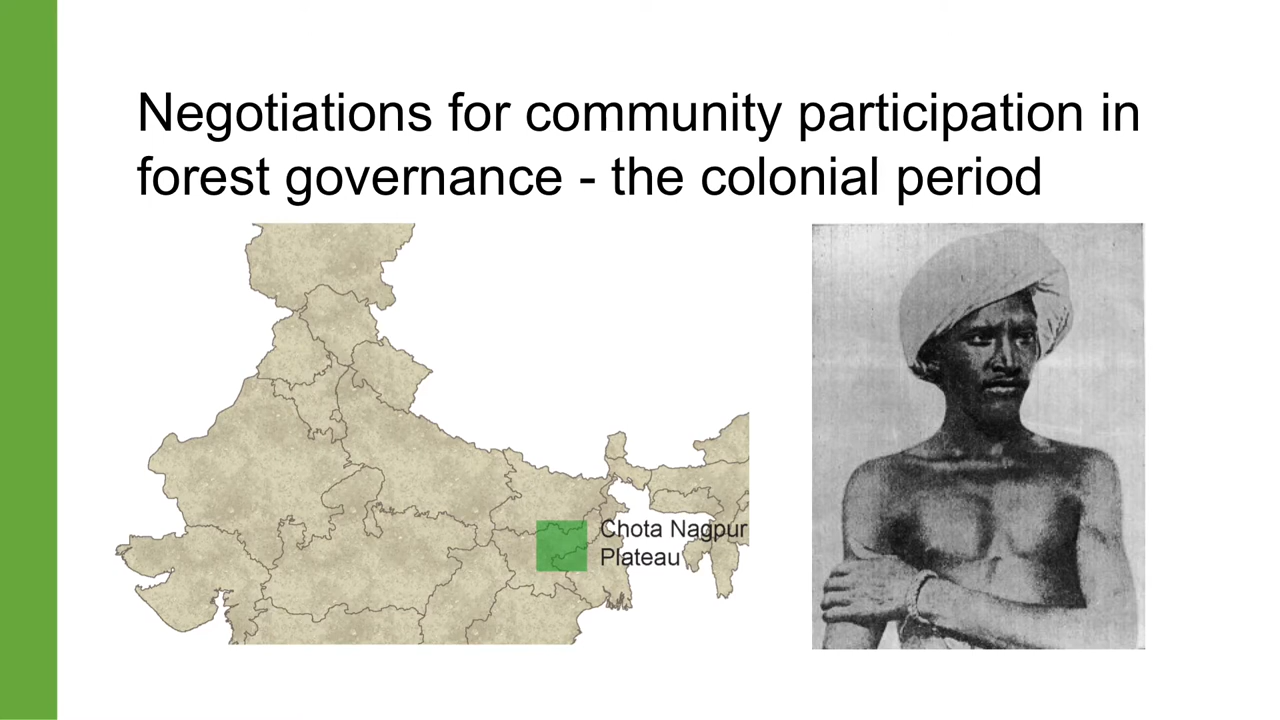 Negotiations for community participation in
forest governance - the colonial period
Chota Nagpur
Plateau